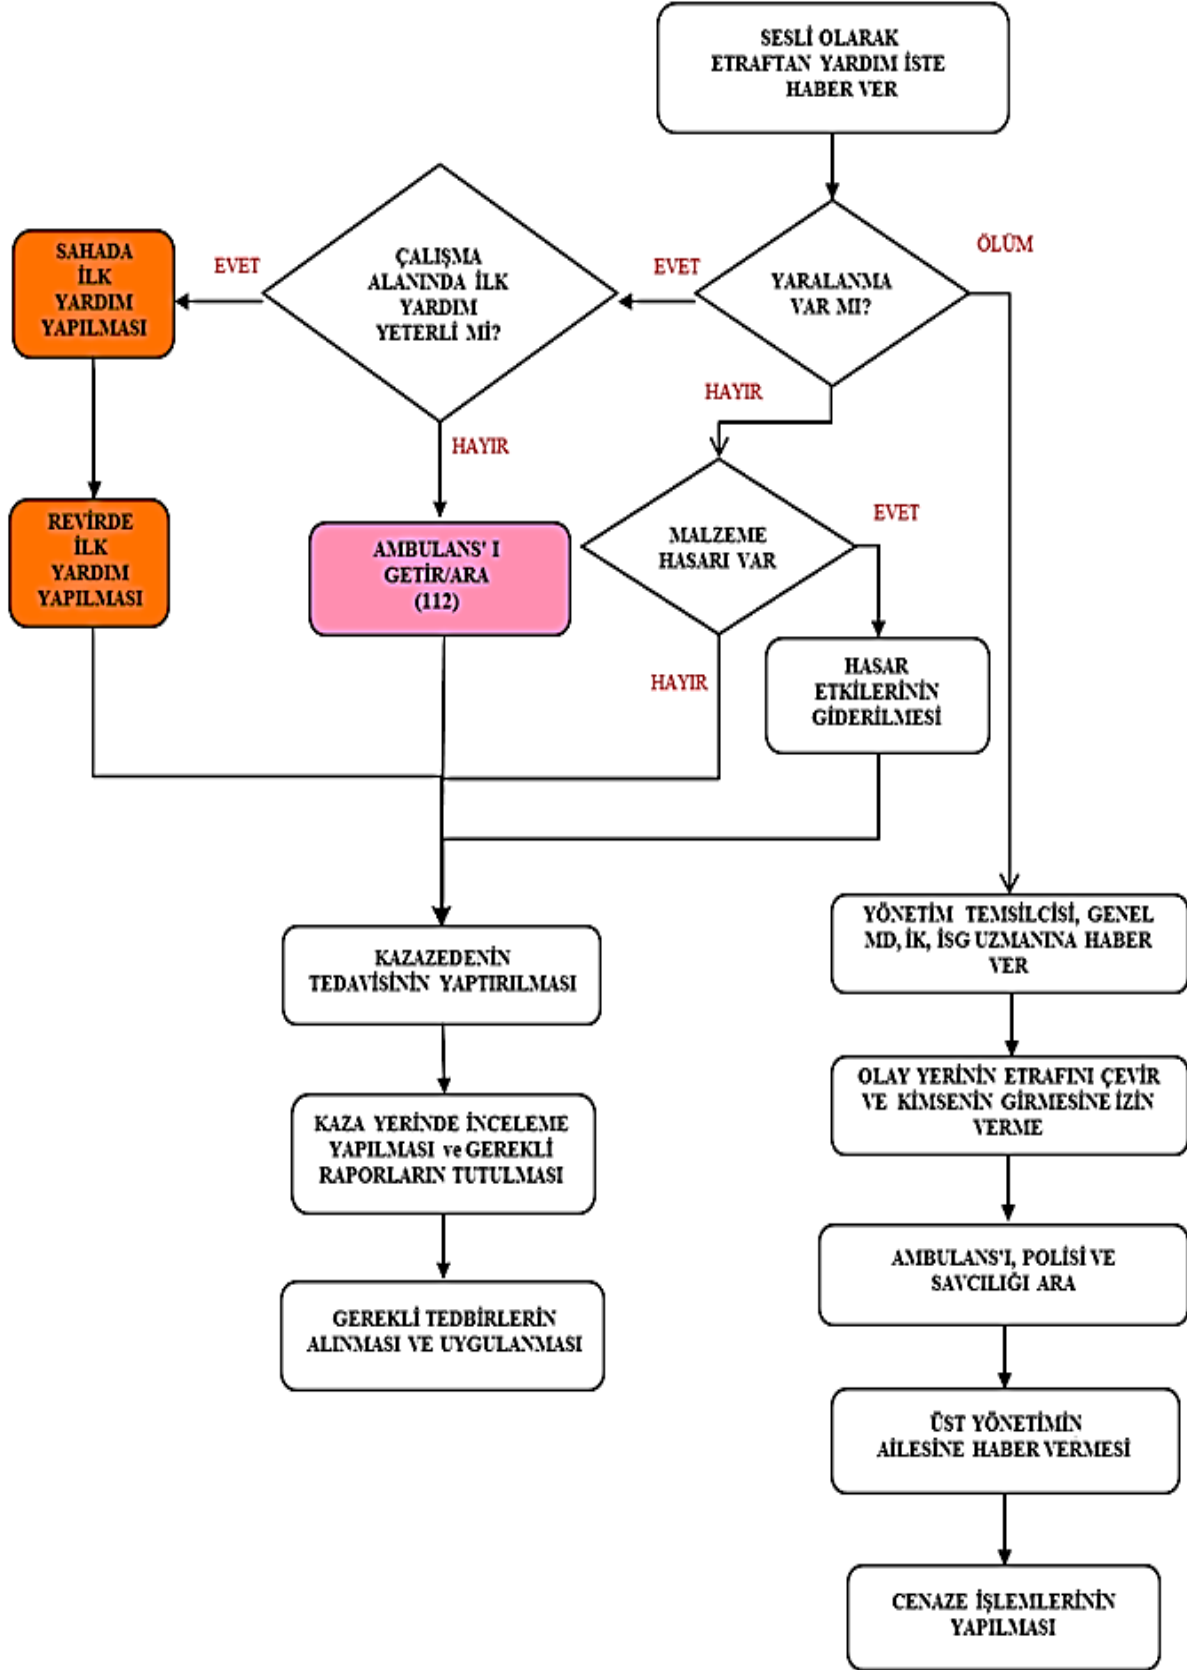 SESLİ OLARAK
ETRAFTAN YARDIM İSTE
HABER VER
YARALANMA
VAR MI?
ÖLÜM
EVET
HAYIR
ÇALIŞMA
ALANINDA İLK
YARDIM
YETERLİ Mİ?
EVET
HAYIR
SAHADA
İLK
YARDIM
YAPILMASI
REVİRDE
İLK
YARDIM
YAPILMASI
AMBULANS' I
GETİR/ARA
(112)
MALZEME
HASARI VAR
EVET
HAYIR
HASAR
ETKİLERİNİN
GİDERİLMESİ
KAZAZEDENİN
TEDAVİSİNİN YAPTIRILMASI
KAZA YERİNDE İNCELEME
YAPILMASI ve GEREKLİ
RAPORLARIN TUTULMASI
GEREKLİ TEDBİRLERİN
ALINMASI VE UYGULANMASI
YÖNETİM TEMSİLCİSİ, GENEL
MD, İK, İSG UZMANINA HABER
VER
OLAY YERİNİN ETRAFINI ÇEVİR
VE KİMSENİN GİRMESİNE İZİN
VERME
AMBULANS'I, POLİSİ VE
SAVCILIĞI ARA
ÜST YÖNETİMİN
AİLESİNE HABER VERMESİ
CENAZE İŞLEMLERİNİN
YAPILMASI